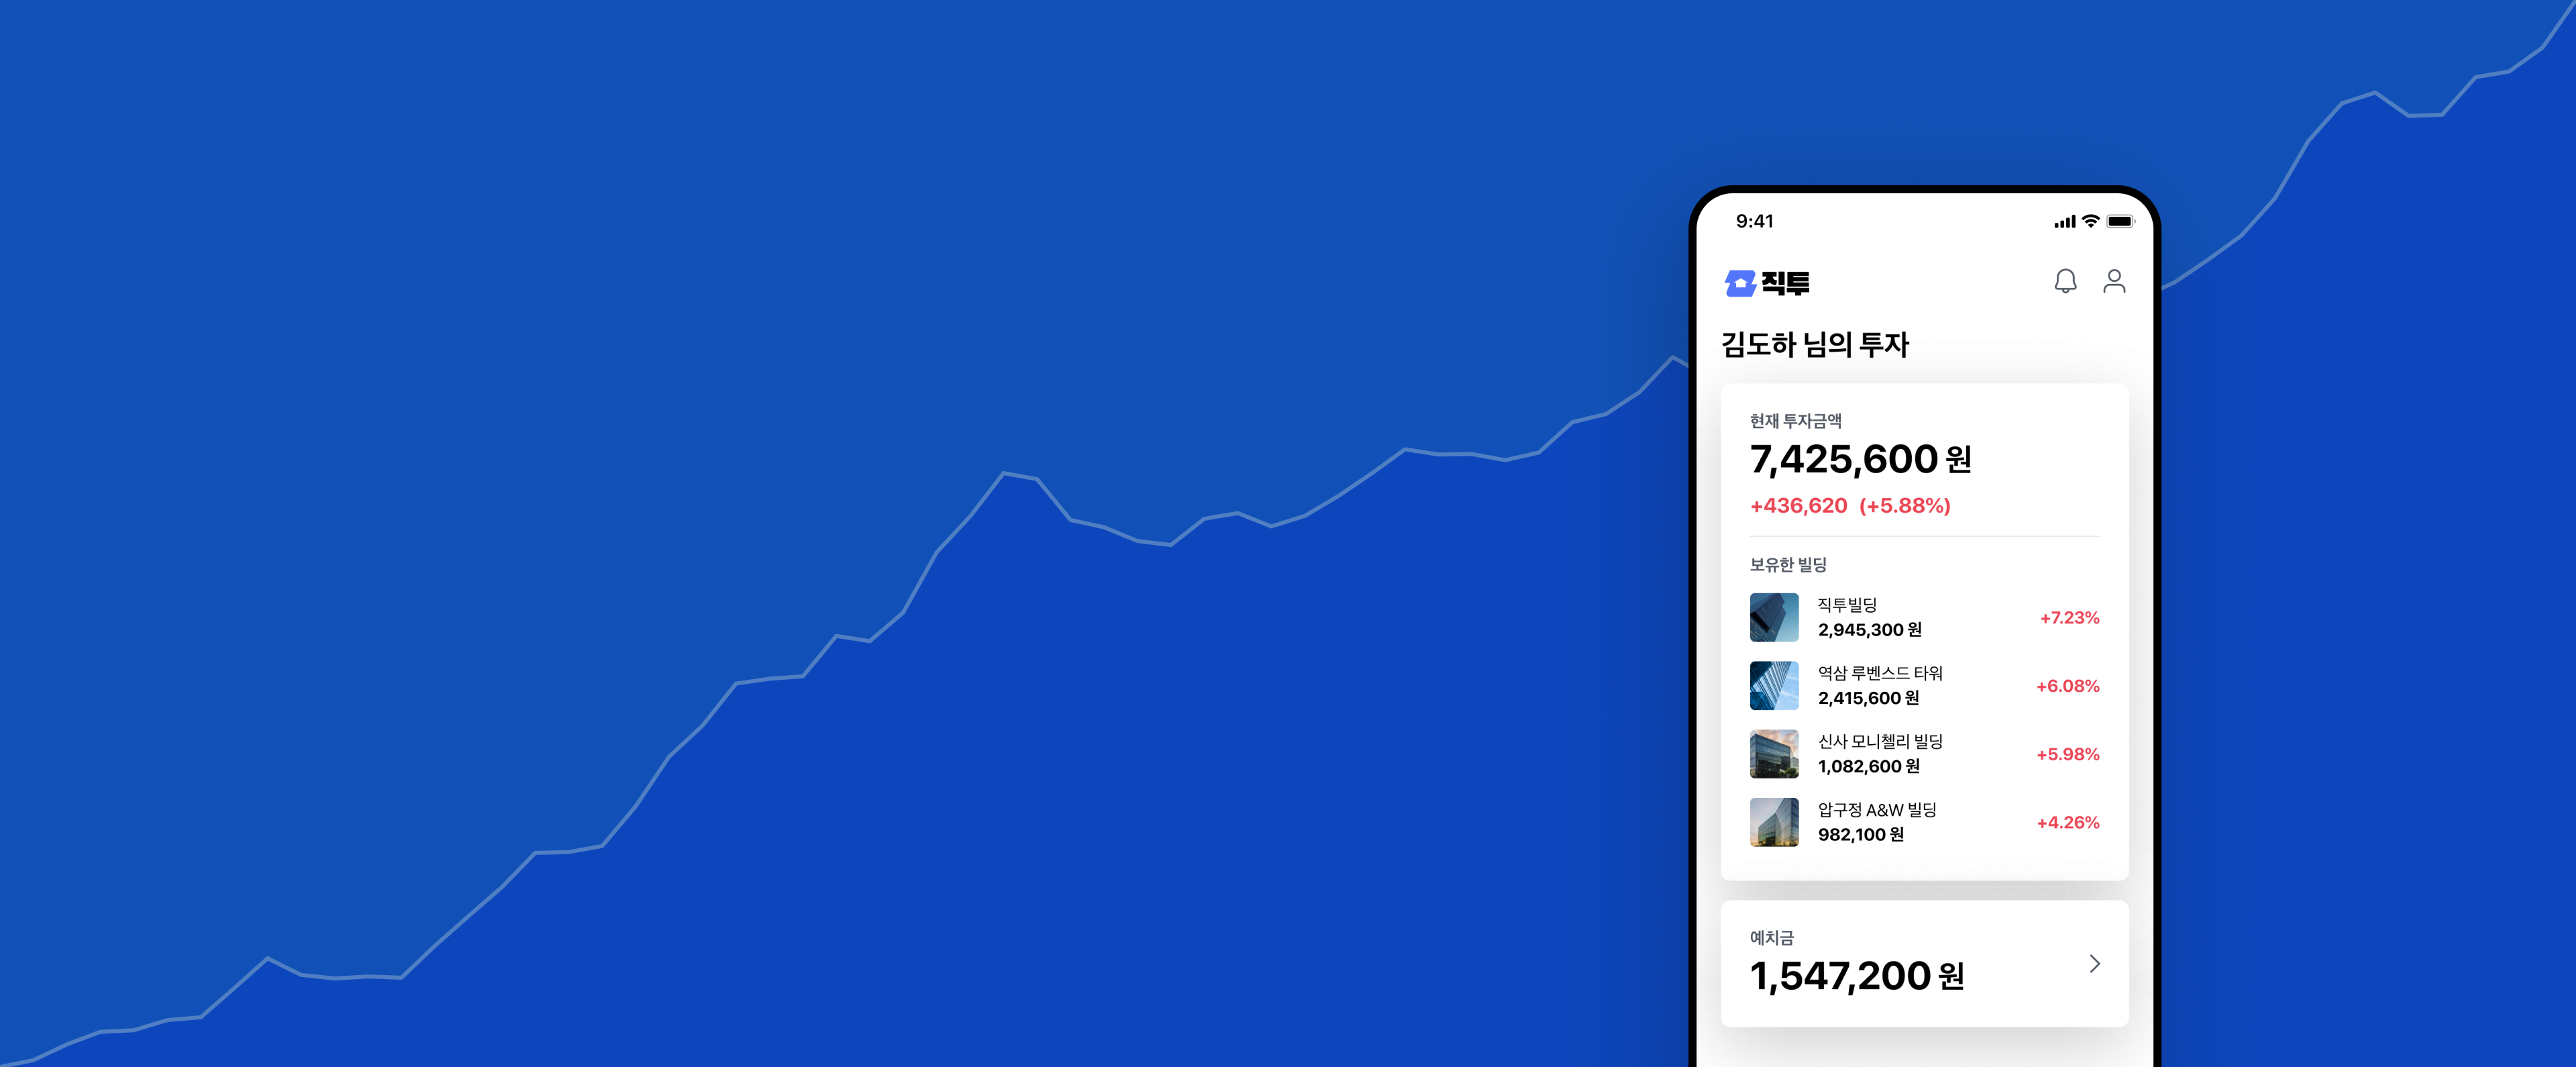 9:41
직투
김도하 님의 투자
현재 투자금액
7,425,600 원
+436,620 (+5.88%)
보유한 빌딩
직투빌딩
2,945,300 원
+7.23%
역삼 루벤스드 타워
2,415,600 원
+6.08%
신사 모니첼리 빌딩
1,082,600 원
+5.98%
압구정 A&W 빌딩
982,100 원
+4.26%
예치금
1,547,200 원